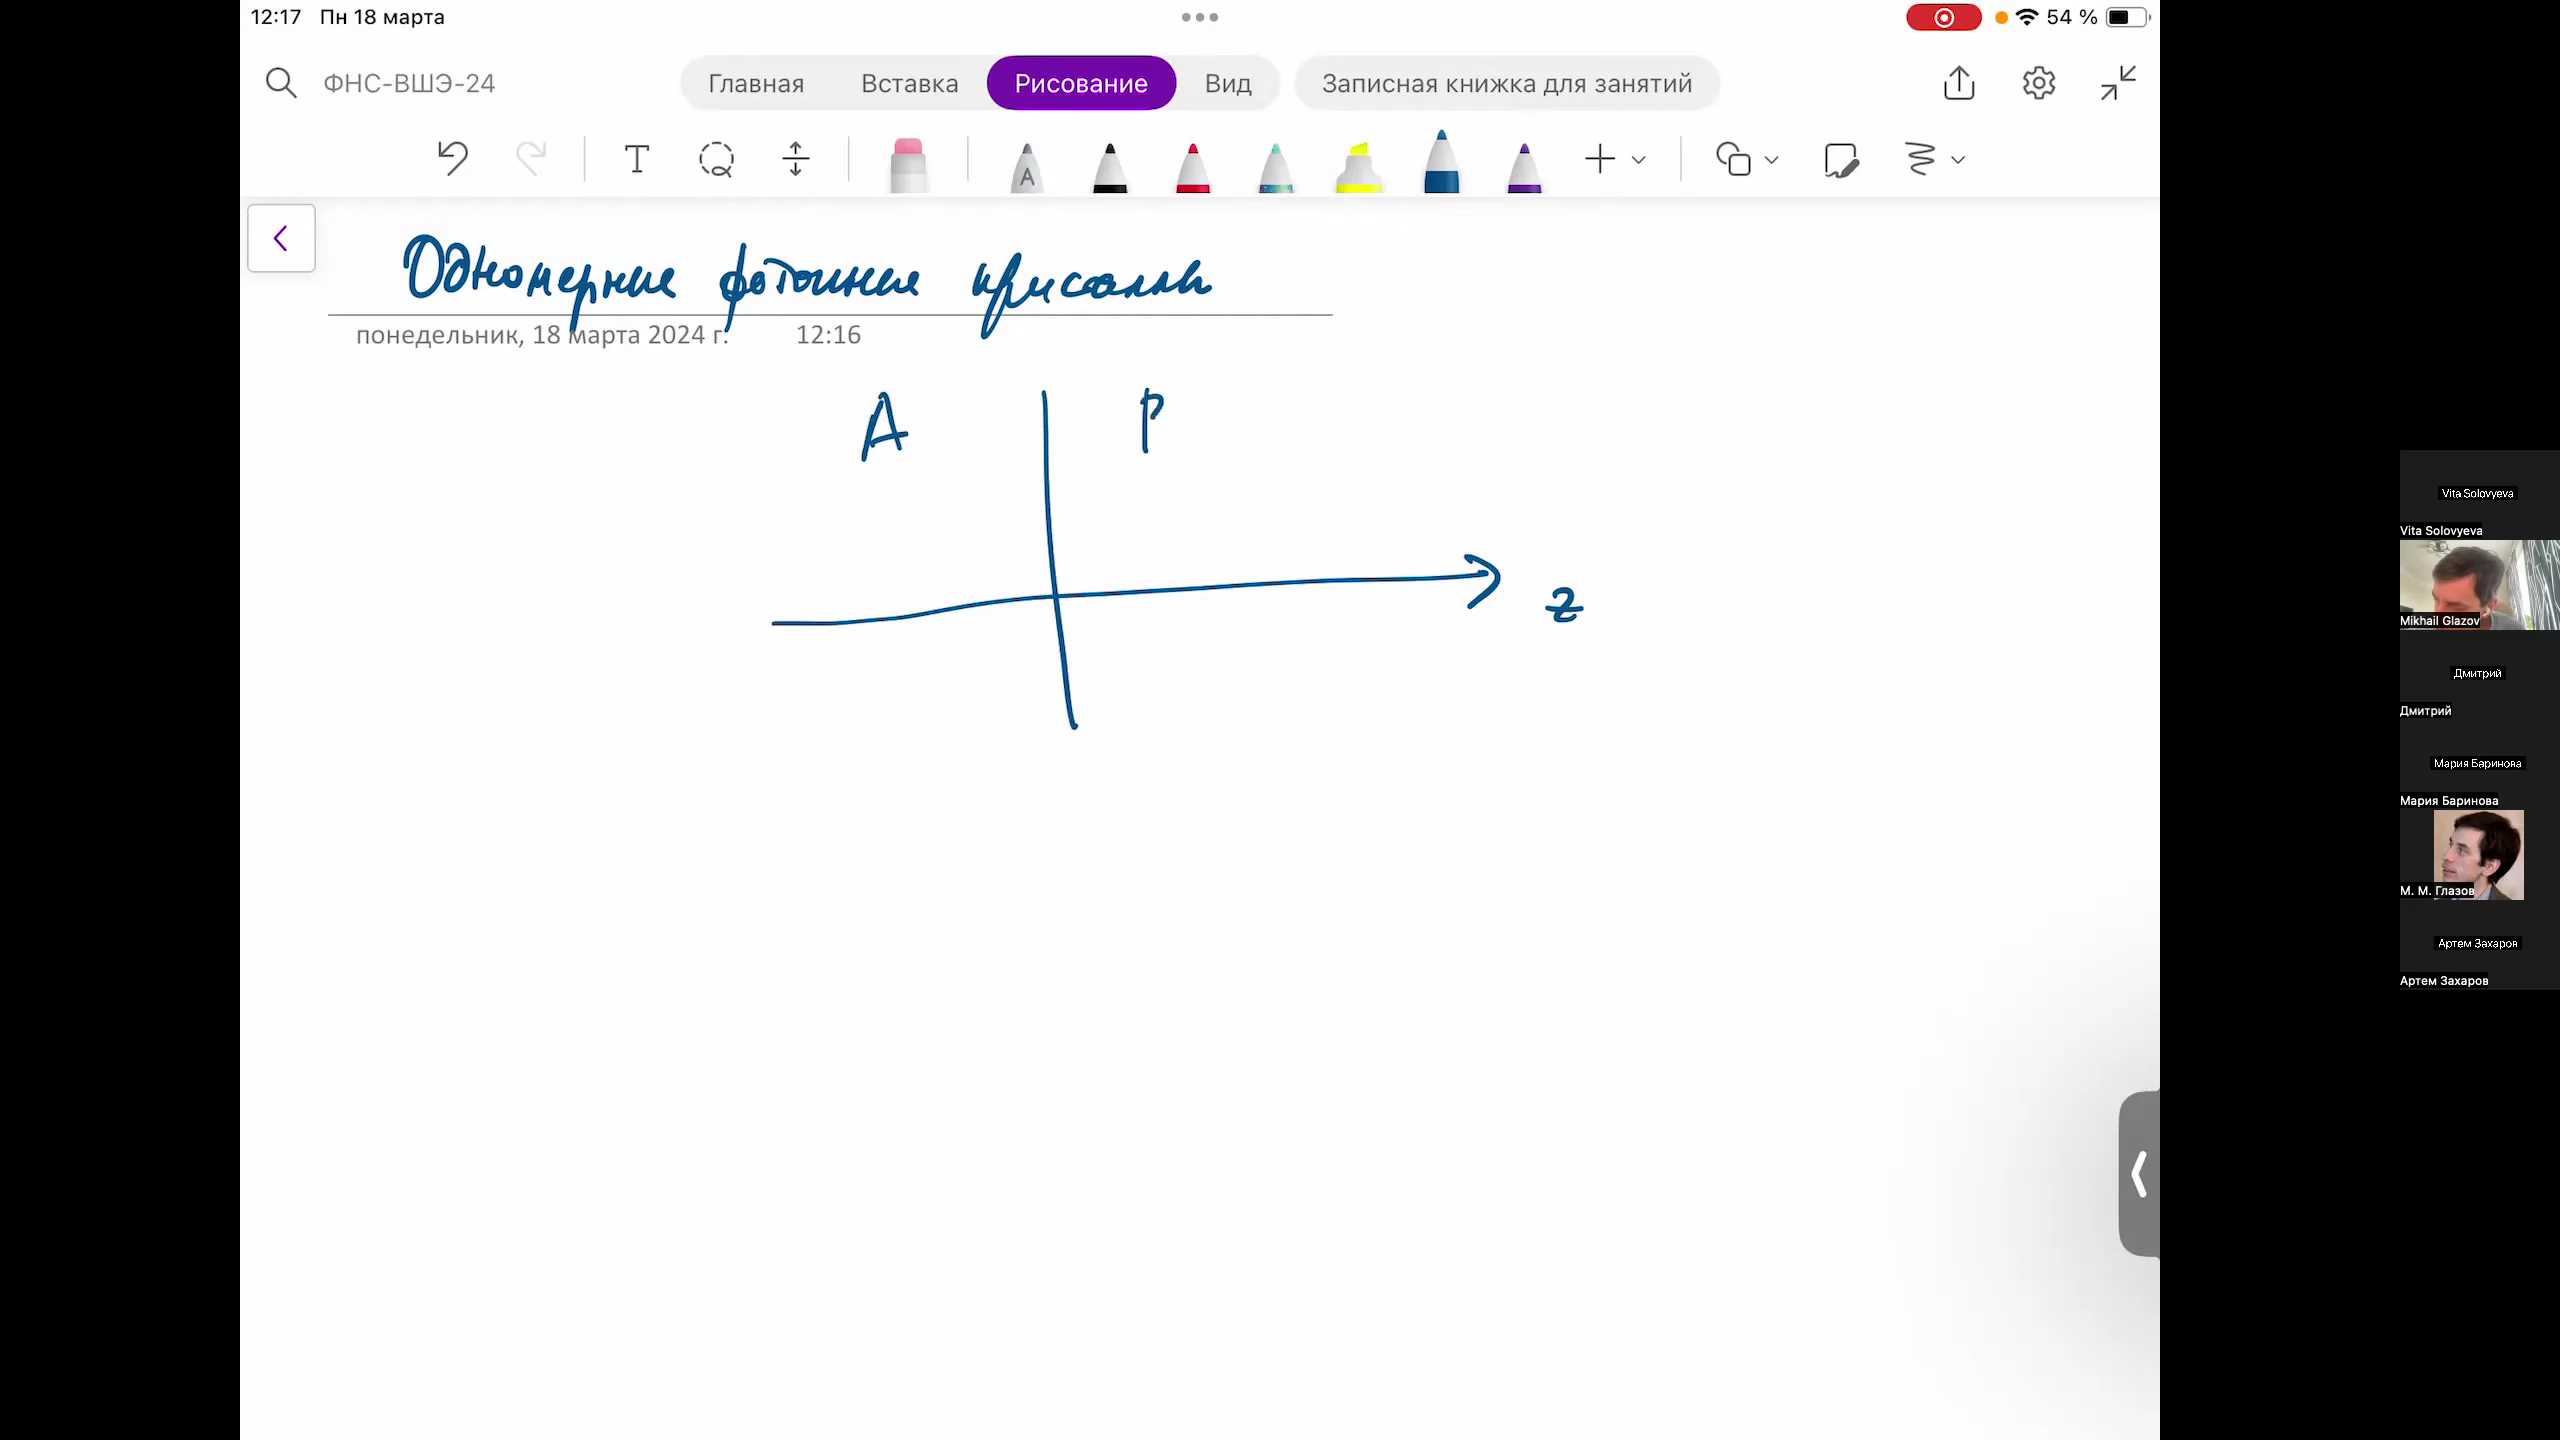 12:17 Пн 18 марта
54 %
ФНС-ВШЭ-24
Главная Вставка Рисование Вид Записная книжка для занятий
T
A
Одномерные фотонные кристаллы
понедельник, 18 марта 2024 г. 12:16
A
P
z
Vita Solovyeva
Vita Solovyeva
Mikhail Glazov
Дмитрий
Дмитрий
Мария Баринова
Мария Баринова
М. М. Глазов
Артем Захаров
Артем Захаров